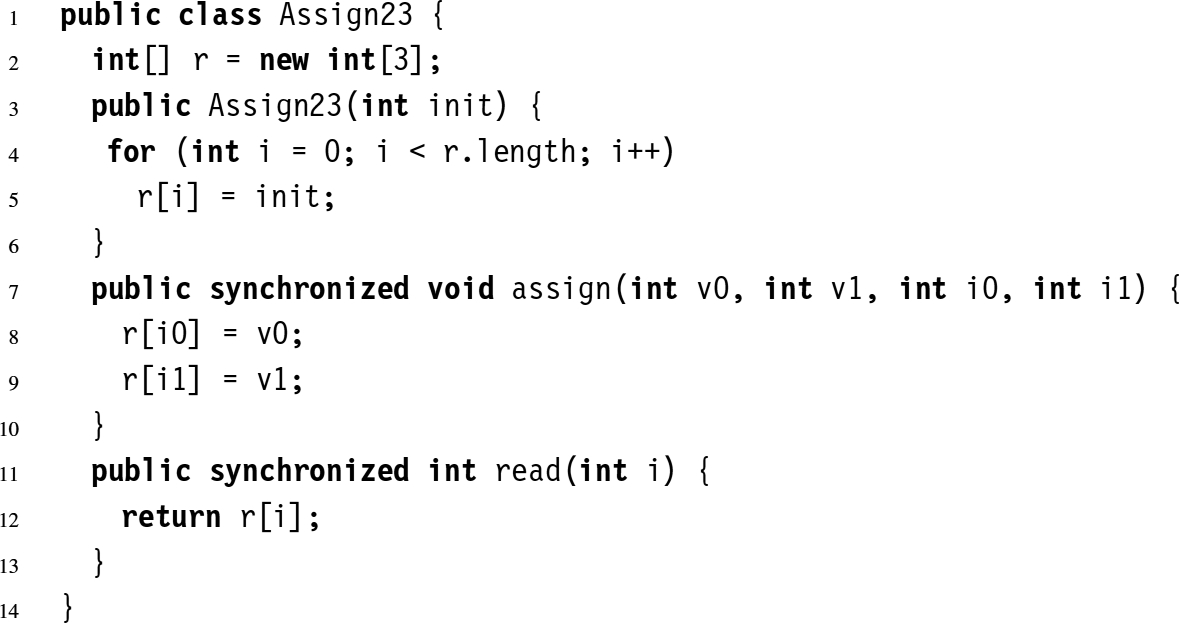 1 public class Assign23 {
2 int[] r = new int[3];
3 public Assign23(int init) {
4 for (int i = 0; i < r.length; i++)
5 r[i] = init;
6 }
7 public synchronized void assign(int v0, int v1, int i0, int i1) {
8 r[i0] = v0;
9 r[i1] = v1;
10 }
11 public synchronized int read(int i) {
12 return r[i];
13 }
14 }